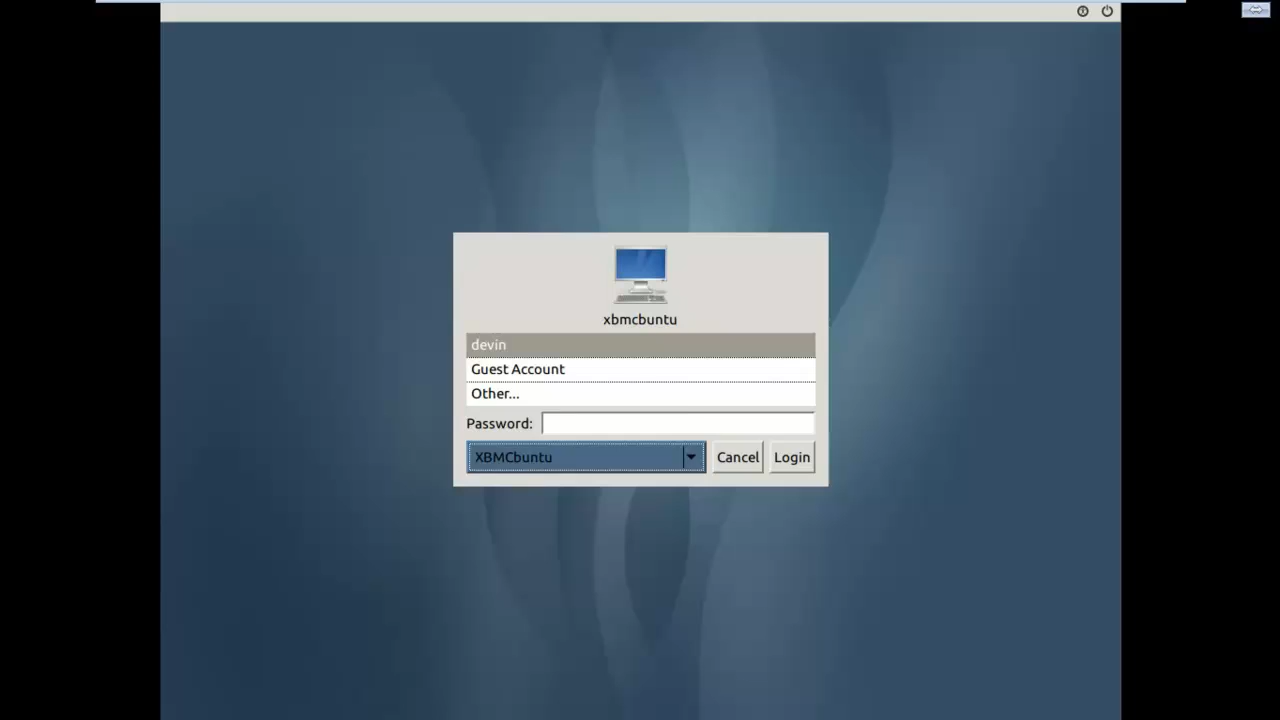 xbmcbuntu
devin
Guest Account
Other...
Password:
XBMCbuntu Cancel Login